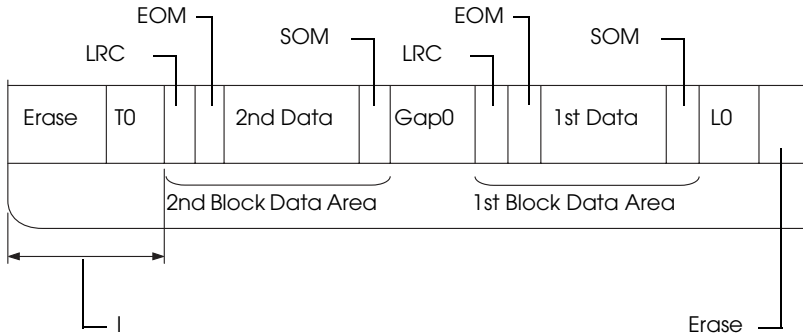 EOM EOM
LRC SOM LRC SOM
Erase T0 2nd Data Gap0 1st Data L0
2nd Block Data Area 1st Block Data Area
l Erase